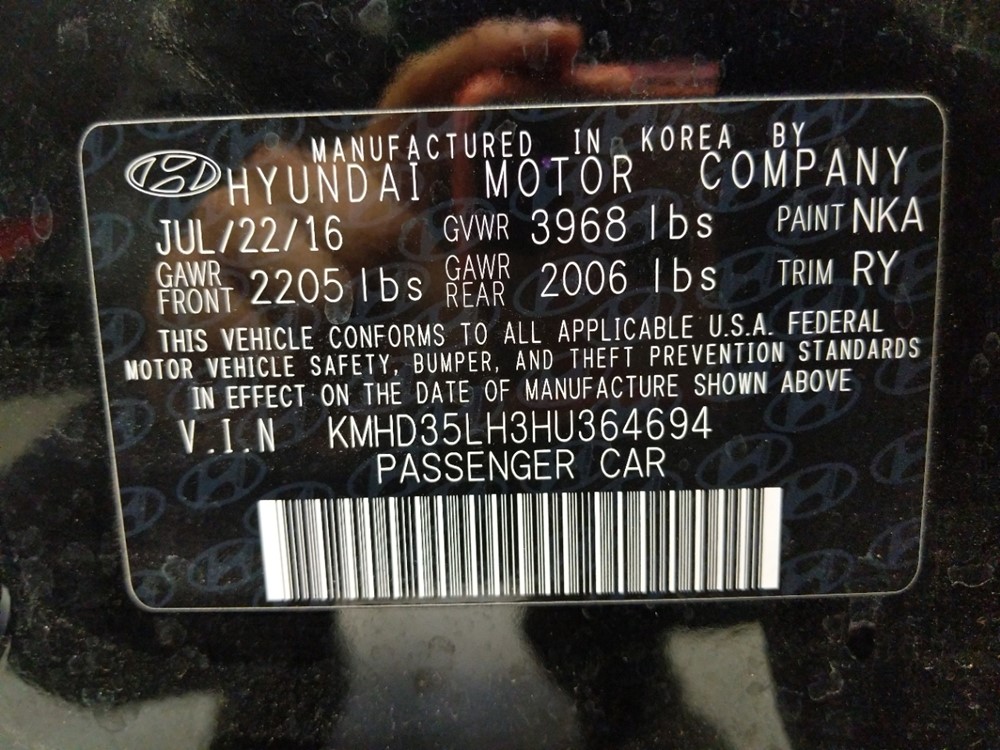 MANUFACTURED IN KOREA BY
HYUNDAI MOTOR COMPANY
JUL/22/16 GVWR 3968 lbs PAINT NKA
GAWR FRONT 2205 lbs GAWR REAR 2006 lbs TRIM RY
THIS VEHICLE CONFORMS TO ALL APPLICABLE U.S.A. FEDERAL
MOTOR VEHICLE SAFETY, BUMPER, AND THEFT PREVENTION STANDARDS
IN EFFECT ON THE DATE OF MANUFACTURE SHOWN ABOVE
V.I.N KMHD35LH3HU364694
PASSENGER CAR